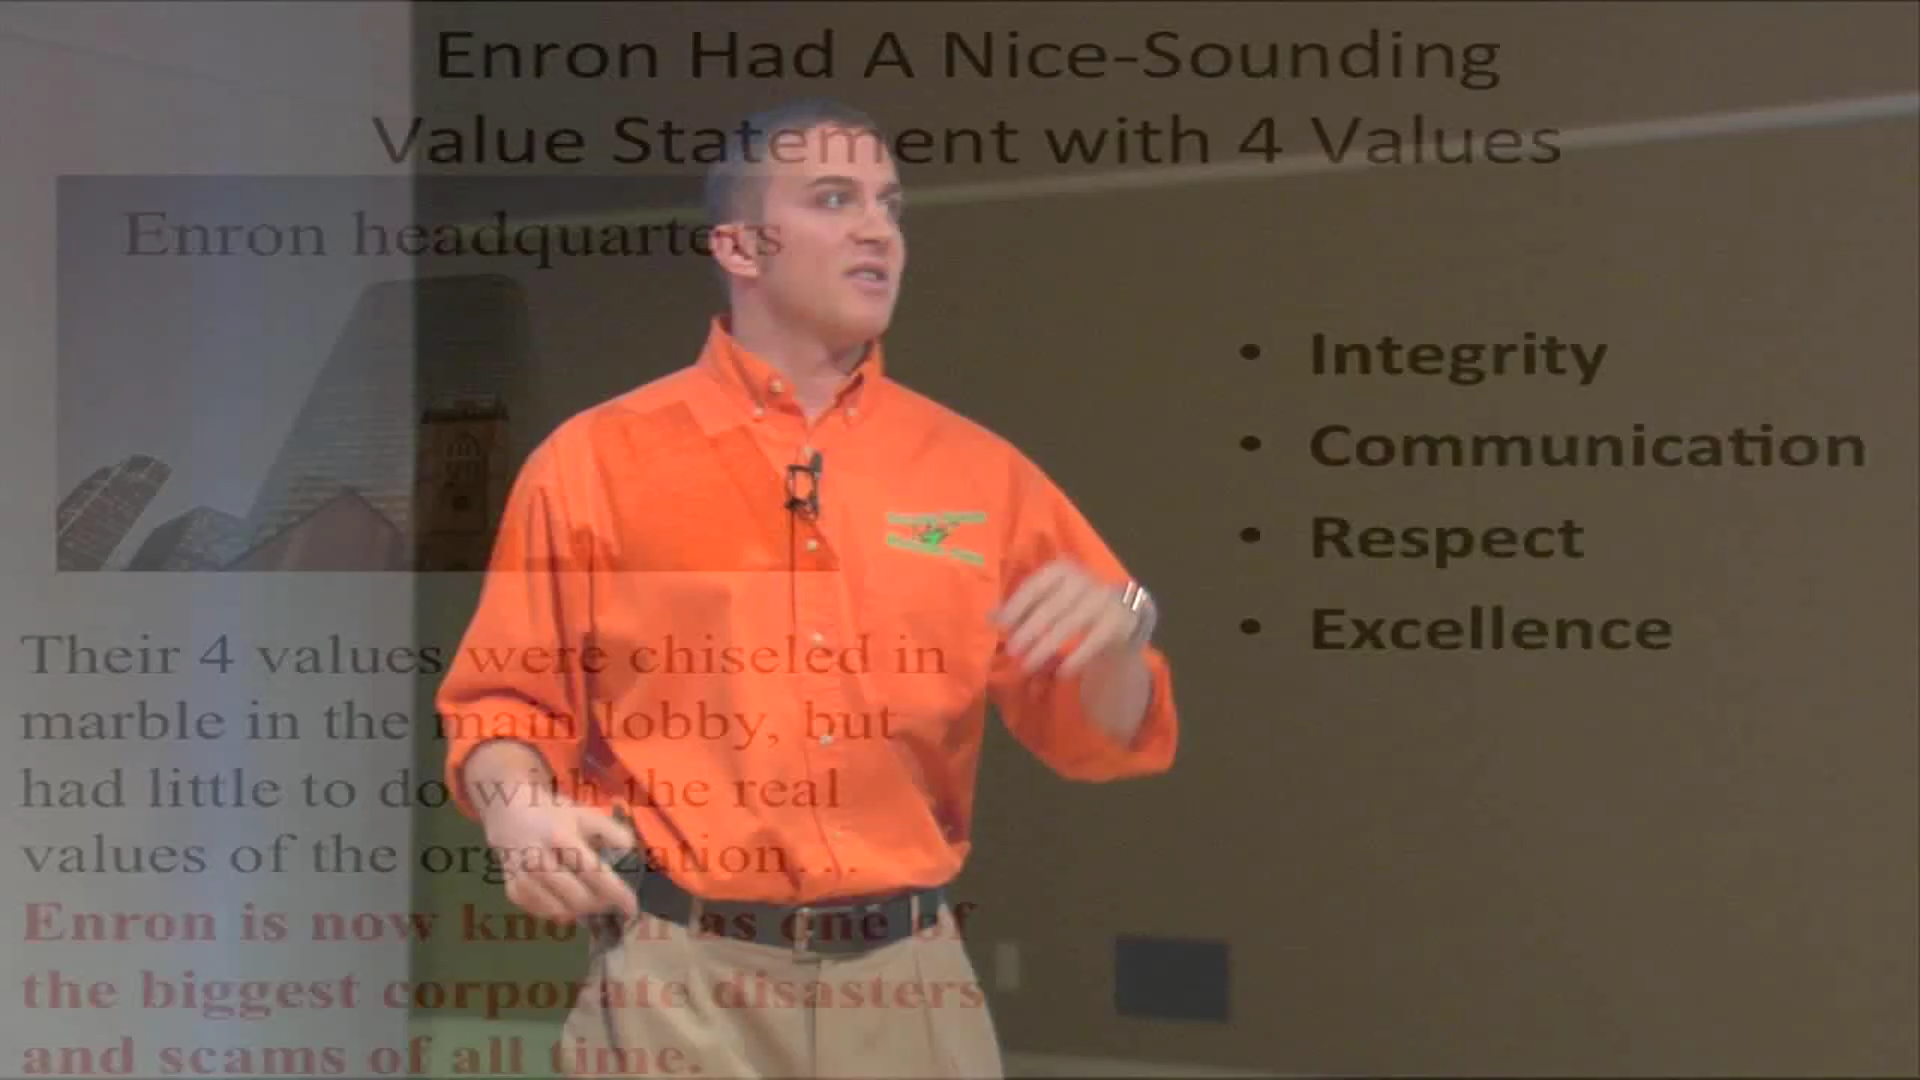 Enron Had A Nice-Sounding
Value Statement with 4 Values
Enron headquarters
• Integrity
• Communication
• Respect
• Excellence
Their 4 values were chiseled in
marble in the main lobby, but
had little to do with the real
values of the organization...
Enron is now known as one of
the biggest corporate disasters
and scams of all time.